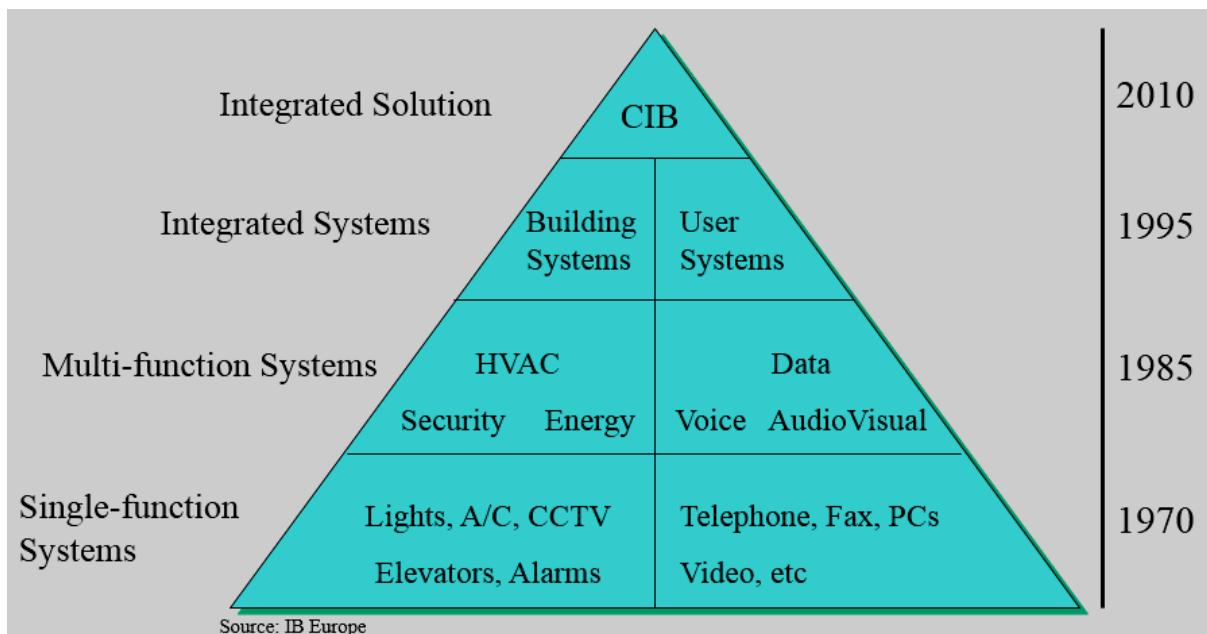 Integrated Solution
CIB
2010
Integrated Systems
Building
Systems
User
Systems
1995
Multi-function Systems
HVAC
Security Energy
Data
Voice AudioVisual
1985
Single-function
Systems
Lights, A/C, CCTV
Elevators, Alarms
Telephone, Fax, PCs
Video, etc
1970
Source: IB Europe